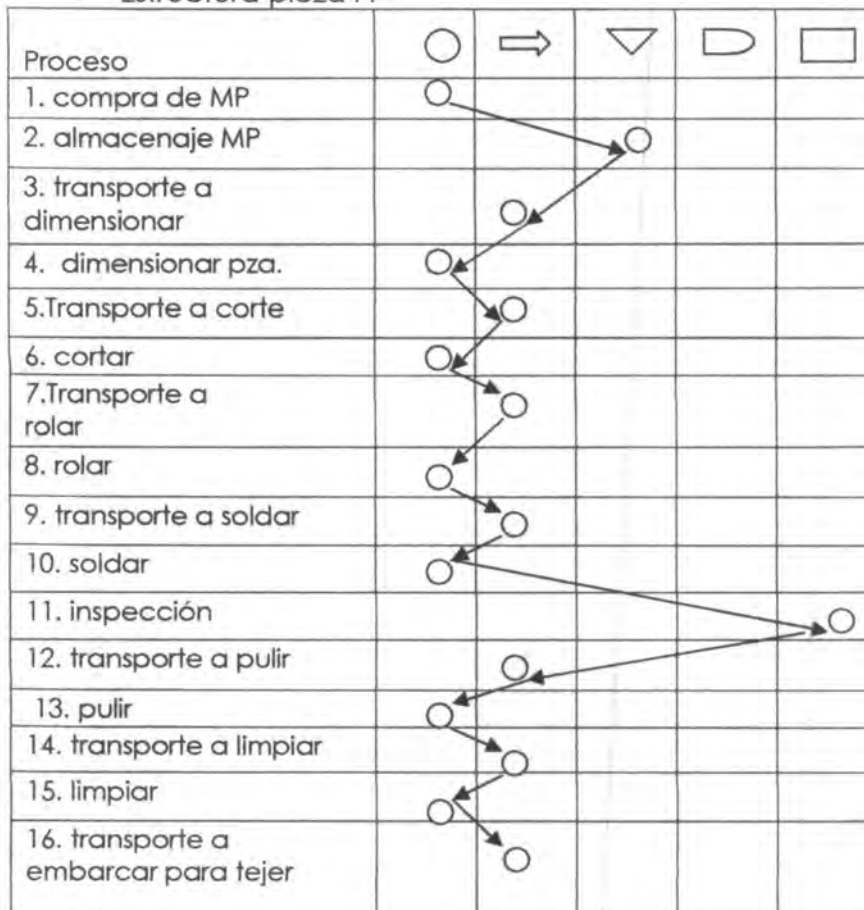 Proceso
1. compra de MP
2. almacenaje MP
3. transporte a
dimensionar
4. dimensionar pza.
5.Transporte a corte
6. cortar
7.Transporte a
rolar
8. rolar
9. transporte a soldar
10. soldar
11. inspección
12. transporte a pulir
13. pulir
14. transporte a limpiar
15. limpiar
16. transporte a
embarcar para tejer